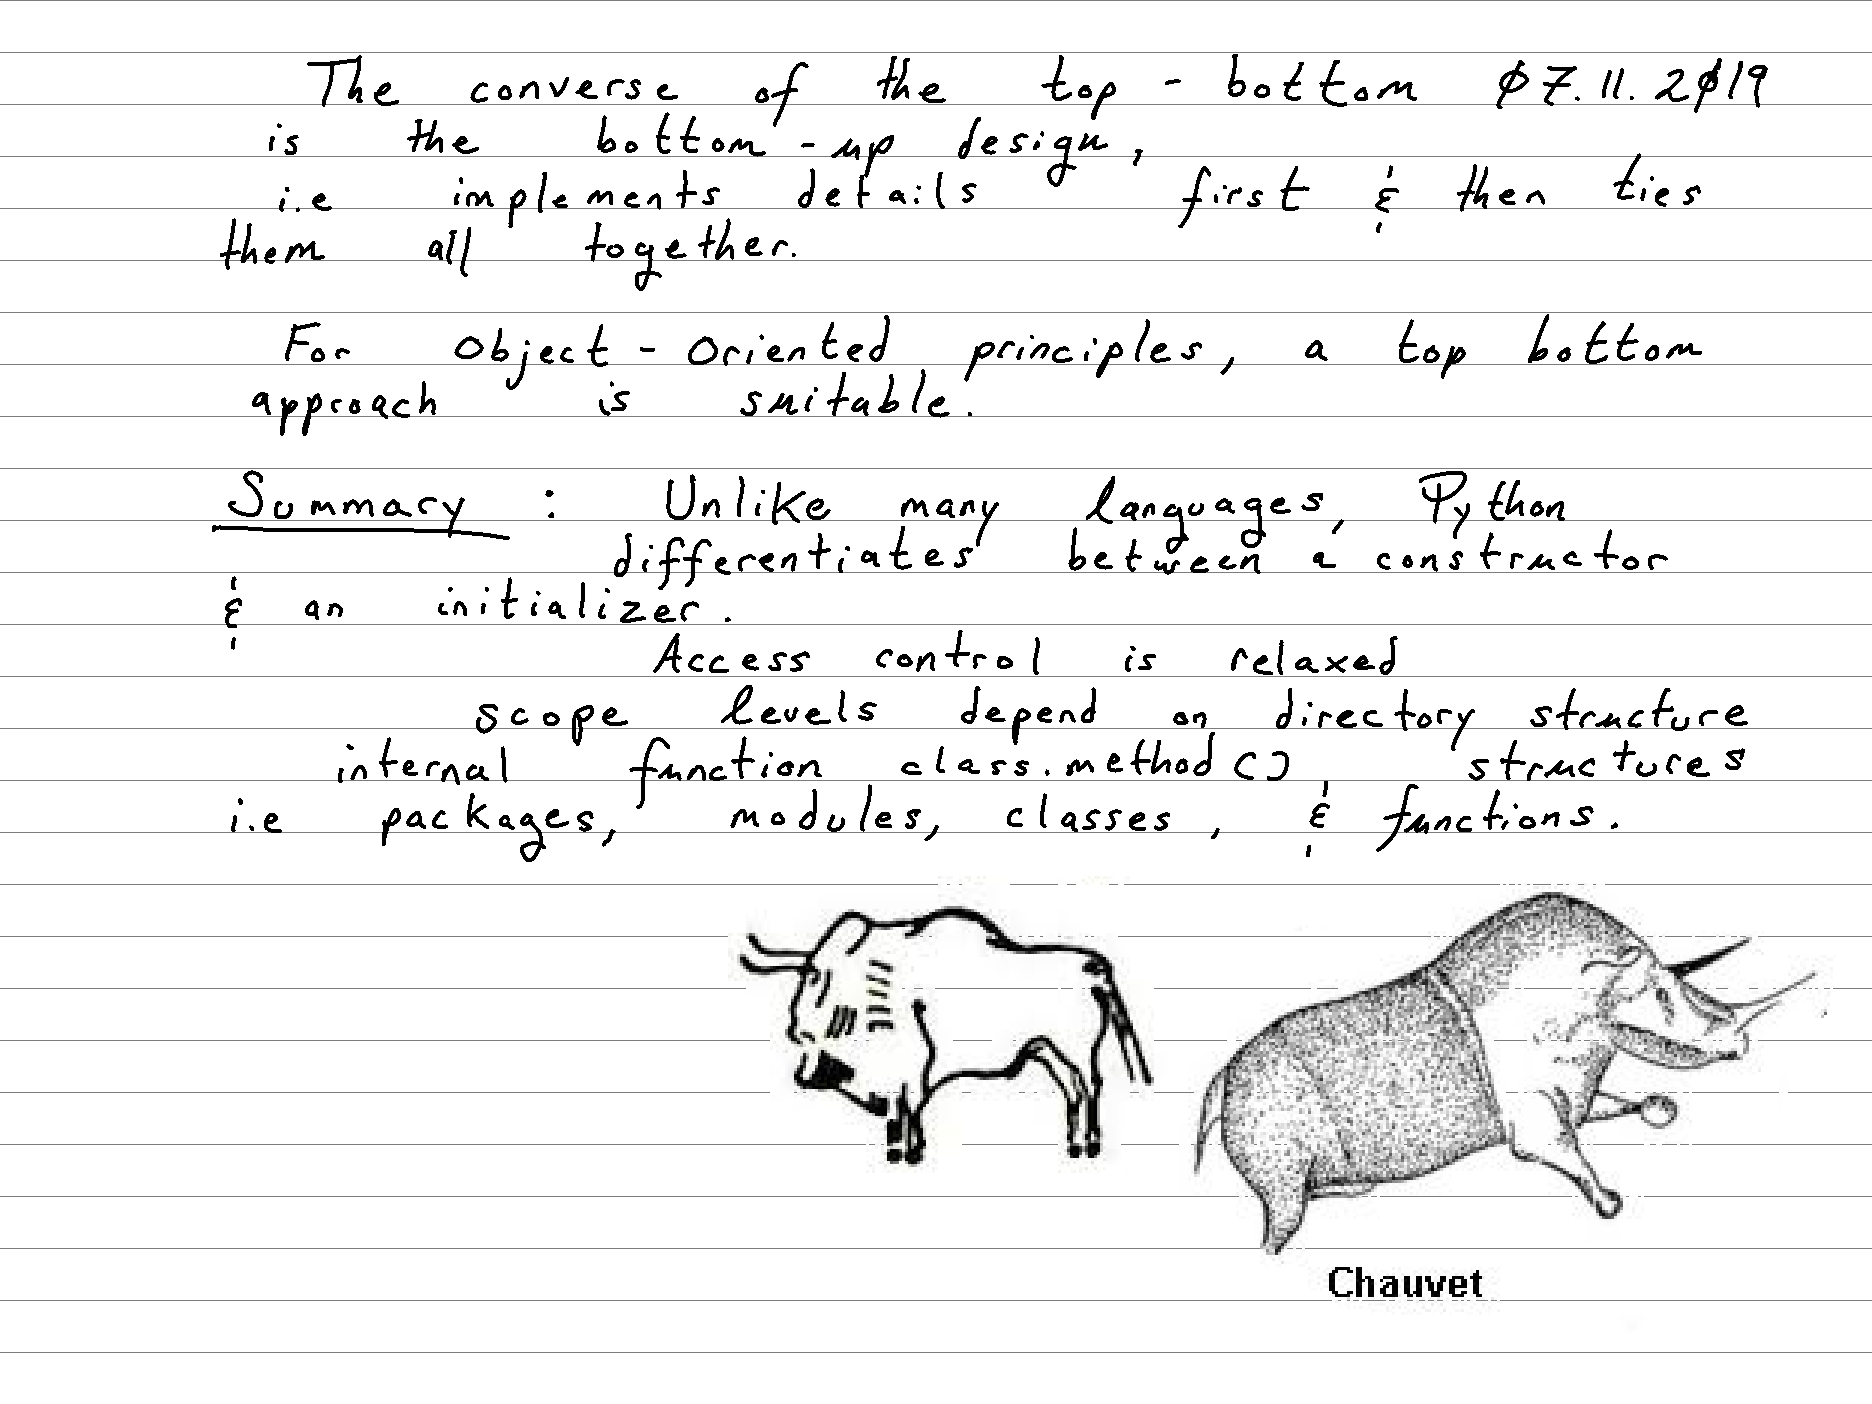 The converse of the top - bottom 07.11.2019
is the bottom - up design,
i.e implements details first & then ties
them all together.
For Object - Oriented principles, a top bottom
approach is suitable.
Summary : Unlike many languages, Python
differentiates between a constructor
& an initializer.
Access control is relaxed
scope levels depend on directory structure
internal function class.method() , structures
i.e packages, modules, classes, & functions.
Chauvet